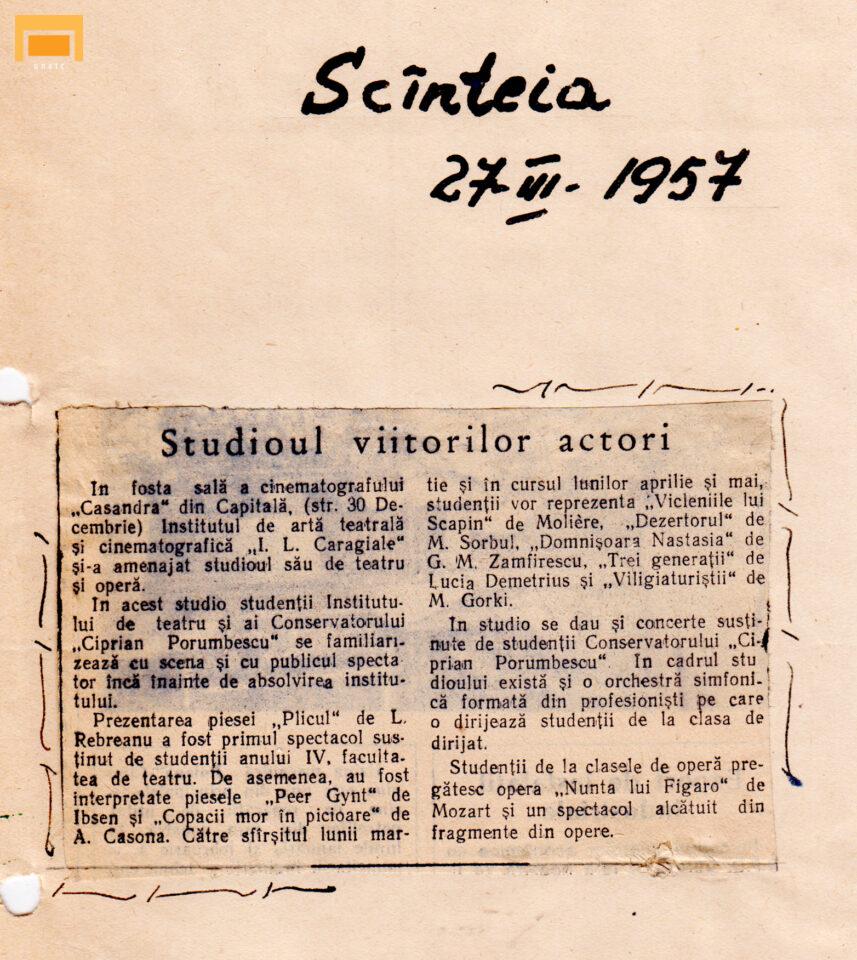 unatc
Scînteia
27-III-1957
Studioul viitorilor actori
In fosta sală a cinematografului
„Casandra“ din Capitală, (str. 30 De-
cembrie) Institutul de artă teatrală
și cinematografică „I. L. Caragiale“
și-a amenajat studioul său de teatru
și operă.
In acest studio studenții Institutu-
lui de teatru și ai Conservatorului
„Ciprian Porumbescu“ se familiari-
zează cu scena și cu publicul specta
tor încă înainte de absolvirea institu-
tului.
Prezentarea piesei „Plicul“ de L.
Rebreanu a fost primul spectacol sus-
ținut de studenții anului IV, faculta-
tea de teatru. De asemenea, au fost
interpretate piesele „Peer Gynt“ de
Ibsen și „Copacii mor în picioare“ de
A. Casona. Către sfîrșitul lunii mar-
tie și în cursul lunilor aprilie și mai,
studenții vor reprezenta „Vicleniile lui
Scapin“ de Molière, „Dezertorul“ de
M. Sorbul, „Domnișoara Nastasia“ de
G. M. Zamfirescu, „Trei generații“ de
Lucia Demetrius și „Viligiaturiștii“ de
M. Gorki.
In studio se dau și concerte susți-
nute de studenții Conservatorului „Ci-
prian Porumbescu“. In cadrul stu
dioului există și o orchestră simfoni-
că formată din profesioniști pe care
o dirijează studenții de la clasa de
dirijat.
Studenții de la clasele de operă pre-
gătesc opera „Nunta lui Figaro“ de
Mozart și un spectacol alcătuit din
fragmente din opere.